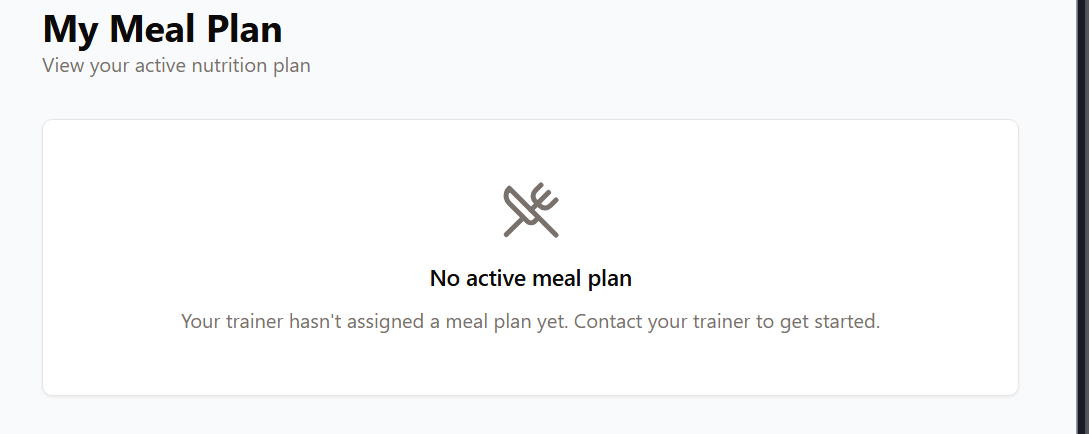 My Meal Plan
View your active nutrition plan
No active meal plan
Your trainer hasn't assigned a meal plan yet. Contact your trainer to get started.